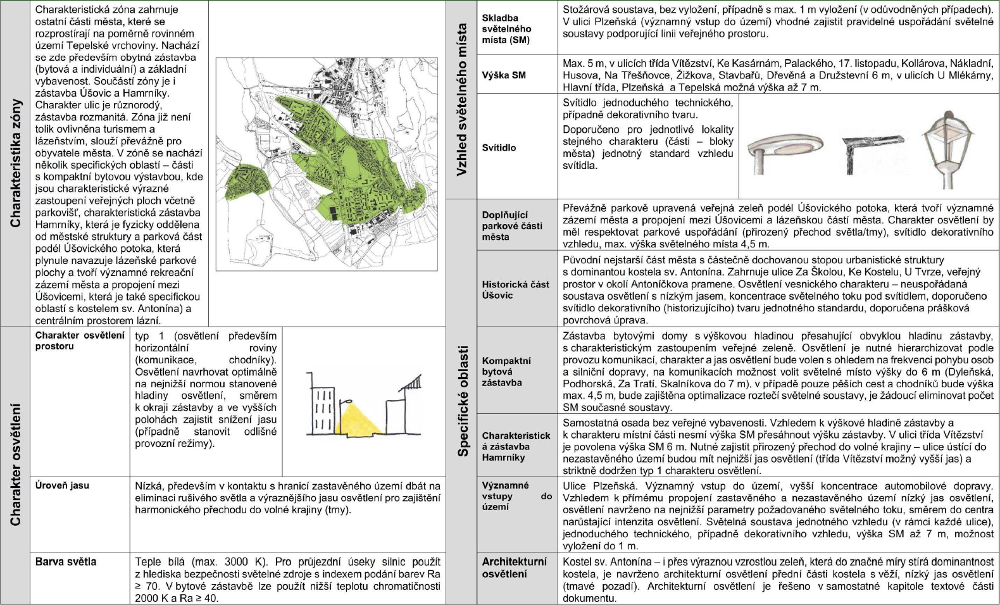 Charakteristika zóny
Charakteristická zóna zahrnuje
ostatní části města, které se
rozprostírají na poměrně rovinném
území Tepelské vrchoviny. Nachází
se zde především obytná zástavba
(bytová a individuální) a základní
vybavenost. Součástí zóny je i
zástavba Úšovic a Hamrníky.
Charakter ulic je různorodý,
zástavba rozmanitá. Zóna již není
tolik ovlivněna turismem a
lázeňstvím, slouží převážně pro
obyvatele města. V zóně se nachází
několik specifických oblastí – části
s kompaktní bytovou výstavbou, kde
jsou charakteristické výrazné
zastoupení veřejných ploch včetně
parkovišť, charakteristická zástavba
Hamrníky, která je fyzicky oddělena
od městské struktury a parková část
podél Úšovického potoka, která
plynule navazuje lázeňské parkové
plochy a tvoří významné rekreační
zázemí města a propojení mezi
Úšovicemi, která je také specifickou
oblastí s kostelem sv. Antonína) a
centrálním prostorem lázní.
Charakter osvětlení
Charakter osvětlení
prostoru
typ 1 (osvětlení především
horizontální roviny
(komunikace, chodníky).
Osvětlení navrhovat optimálně
na nejnižší normou stanovené
hladiny osvětlení, směrem
k okraji zástavby a ve vyšších
polohách zajistit snížení jasu
(případně stanovit odlišné
provozní režimy).
Úroveň jasu
Nízká, především v kontaktu s hranicí zastavěného území dbát na
eliminaci rušivého světla a výraznějšího jasu osvětlení pro zajištění
harmonického přechodu do volné krajiny (tmy).
Barva světla
Teple bílá (max. 3000 K). Pro průjezdní úseky silnic použít
z hlediska bezpečnosti světelné zdroje s indexem podání barev Ra
≥ 70. V bytové zástavbě lze použít nižší teplotu chromatičnosti
2000 K a Ra ≥ 40.
Vzhled světelného místa
Skladba
světelného
místa (SM)
Stožárová soustava, bez vyložení, případně s max. 1 m vyložení (v odůvodněných případech).
V ulici Plzeňská (významný vstup do území) vhodné zajistit pravidelné uspořádání světelné
soustavy podporující linii veřejného prostoru.
Výška SM
Max. 5 m, v ulicích třída Vítězství, Ke Kasárnám, Palackého, 17. listopadu, Kollárova, Nákladní,
Husova, Na Třešňovce, Žižkova, Stavbařů, Dřevěná a Družstevní 6 m, v ulicích U Mlékárny,
Hlavní třída, Plzeňská a Tepelská možná výška až 7 m.
Svítidlo
Svítidlo jednoduchého technického,
případně dekorativního tvaru.
Doporučeno pro jednotlivé lokality
stejného charakteru (části – bloky
města) jednotný standard vzhledu
svítidla.
Specifické oblasti
Doplňující
parkové části
města
Převážně parkově upravená veřejná zeleň podél Úšovického potoka, která tvoří významné
zázemí města a propojení mezi Úšovicemi a lázeňskou částí města. Charakter osvětlení by
měl respektovat parkové uspořádání (přirozený přechod světla/tmy), svítidlo dekorativního
vzhledu, max. výška světelného místa 4,5 m.
Historická část
Úšovic
Původní nejstarší část města s částečně dochovanou stopou urbanistické struktury
s dominantou kostela sv. Antonína. Zahrnuje ulice Za Školou, Ke Kostelu, U Tvrze, veřejný
prostor v okolí Antoníčkova pramene. Osvětlení vesnického charakteru – neuspořádaná
soustava osvětlení s nízkým jasem, koncentrace světelného toku pod svítidlem, doporučeno
svítidlo dekorativní (historizujícího) tvaru jednotného standardu, doporučena prášková
povrchová úprava.
Kompaktní
bytová
zástavba
Zástavba bytovými domy s výškovou hladinou přesahující obvyklou hladinu zástavby,
s charakteristickým zastoupením veřejné zeleně. Osvětlení je nutné hierarchizovat podle
provozu komunikací, charakter a jas osvětlení bude volen s ohledem na frekvenci pohybu osob
a silniční dopravy, na komunikacích možnost volit světelné místo výšky do 6 m (Dyleňská,
Podhorská, Za Tratí, Skalníkova do 7 m). v případě pouze pěších cest a chodníků bude výška
max. 4,5 m, bude zajištěna optimalizace roztečí světelné soustavy, je žádoucí eliminovat počet
SM současné soustavy.
Charakteristick
á zástavba
Hamrníky
Samostatná osada bez veřejné vybavenosti. Vzhledem k výškové hladině zástavby a
k charakteru místní části nesmí výška SM přesáhnout výšku zástavby. V ulici třída Vítězství
je povolena výška SM 6 m. Nutné zajistit přirozený přechod do volné krajiny – ulice ústící do
nezastavěného území budou mít nejnižší jas osvětlení (třída Vítězství možný vyšší jas) a
striktně dodržen typ 1 charakteru osvětlení.
Významné
vstupy do
území
Ulice Plzeňská. Významný vstup do území, vyšší koncentrace automobilové dopravy.
Vzhledem k přímému propojení zastavěného a nezastavěného území nízký jas osvětlení,
osvětlení navrženo na nejnižší parametry požadovaného světelného toku, směrem do centra
narůstající intenzita osvětlení. Světelná soustava jednotného vzhledu (v rámci každé ulice),
jednoduchého technického, případně dekorativního vzhledu, výška SM až 7 m, možnost
vyložení do 1 m.
Architekturní
osvětlení
Kostel sv. Antonína – i přes výraznou vzrostlou zeleň, která do značné míry stírá dominantnost
kostela, je navrženo architekturní osvětlení přední části kostela s věží, nízký jas osvětlení
(tmavé pozadí). Architekturní osvětlení je řešeno v samostatné kapitole textové části
dokumentu.